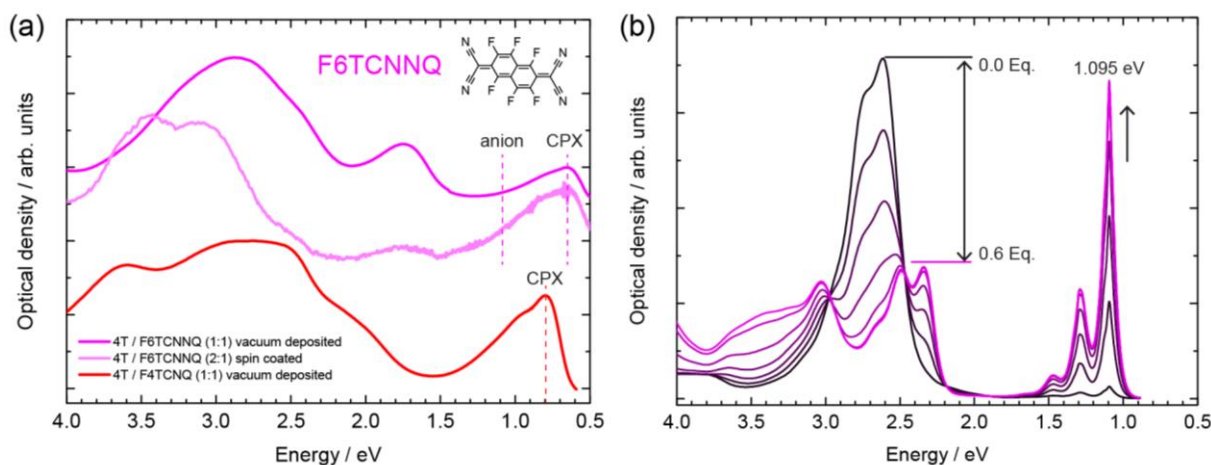 (a)
F6TCNNQ
N N F F F N N
F F F
anion CPX
CPX
4T / F6TCNNQ (1:1) vacuum deposited
4T / F6TCNNQ (2:1) spin coated
4T / F4TCNQ (1:1) vacuum deposited
Optical density / arb. units
4.0 3.5 3.0 2.5 2.0 1.5 1.0 0.5
Energy / eV
(b)
0.0 Eq.
1.095 eV
0.6 Eq.
Optical density / arb. units
4.0 3.5 3.0 2.5 2.0 1.5 1.0 0.5
Energy / eV